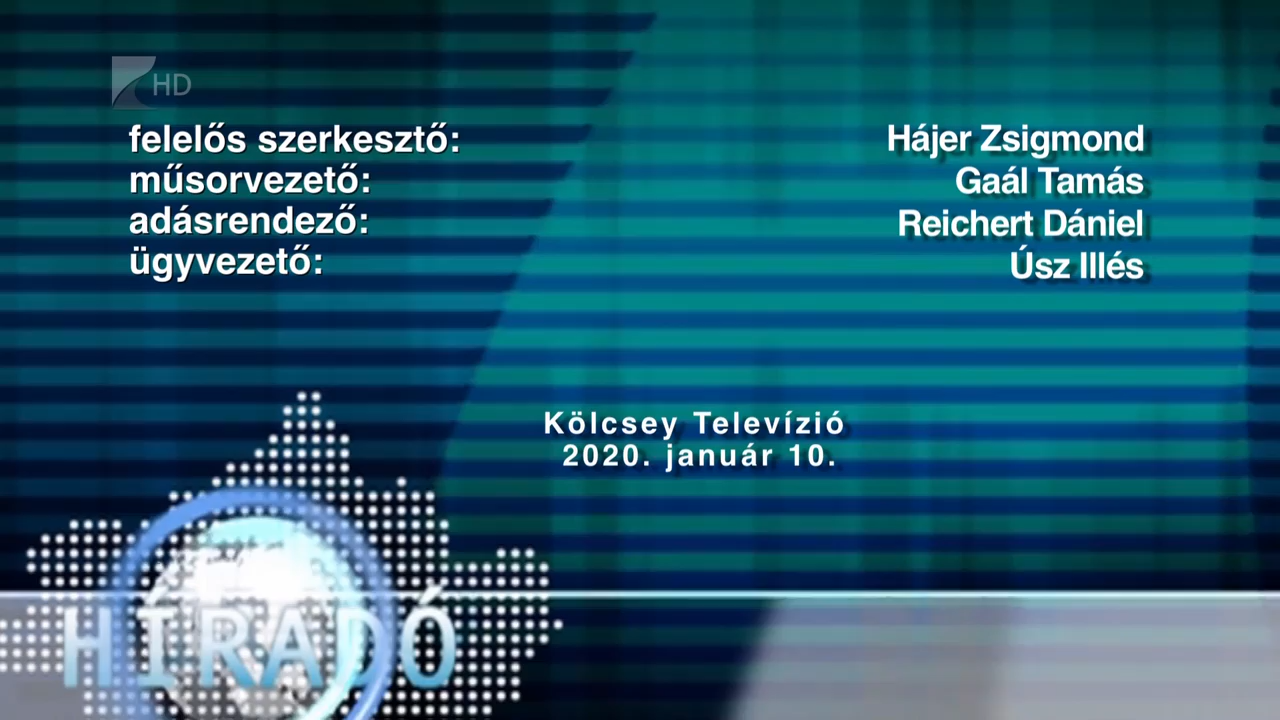 HD
felelős szerkesztő: Hájer Zsigmond
műsorvezető: Gaál Tamás
adásrendező: Reichert Dániel
ügyvezető: Úsz Illés
Kölcsey Televízió
2020. január 10.
HÍRADÓ